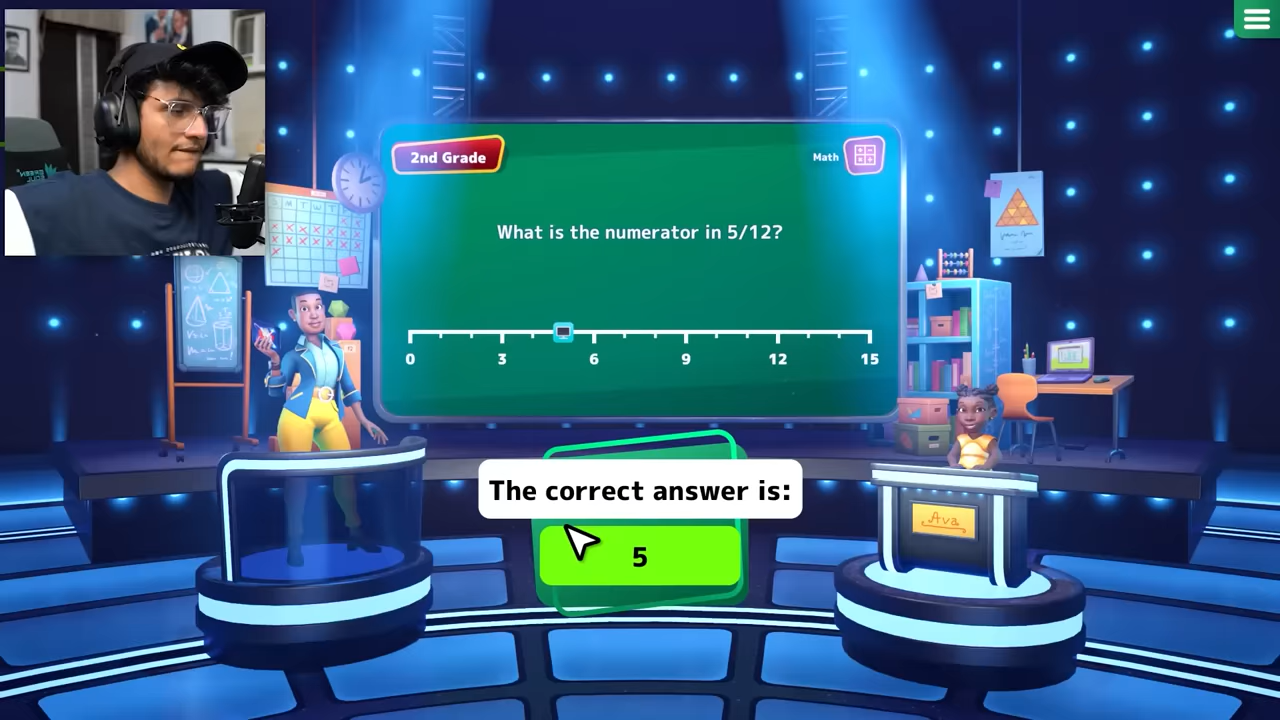 2nd Grade
Math
What is the numerator in 5/12?
0 3 6 9 12 15
The correct answer is:
5
Ava